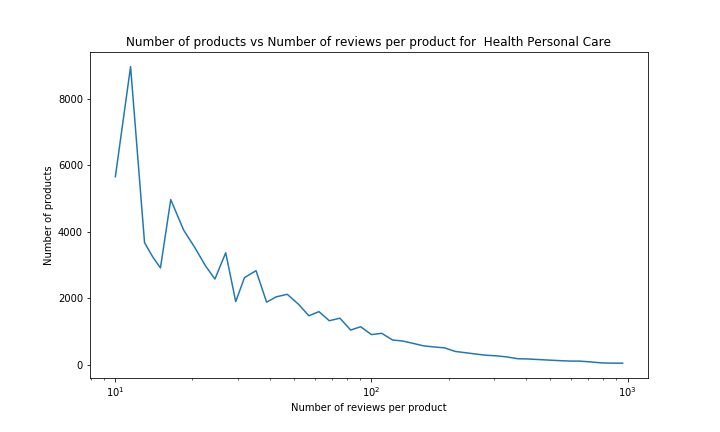 Number of products vs Number of reviews per product for  Health Personal Care
Number of products
8000
6000
4000
2000
0
10¹
10²
10³
Number of reviews per product